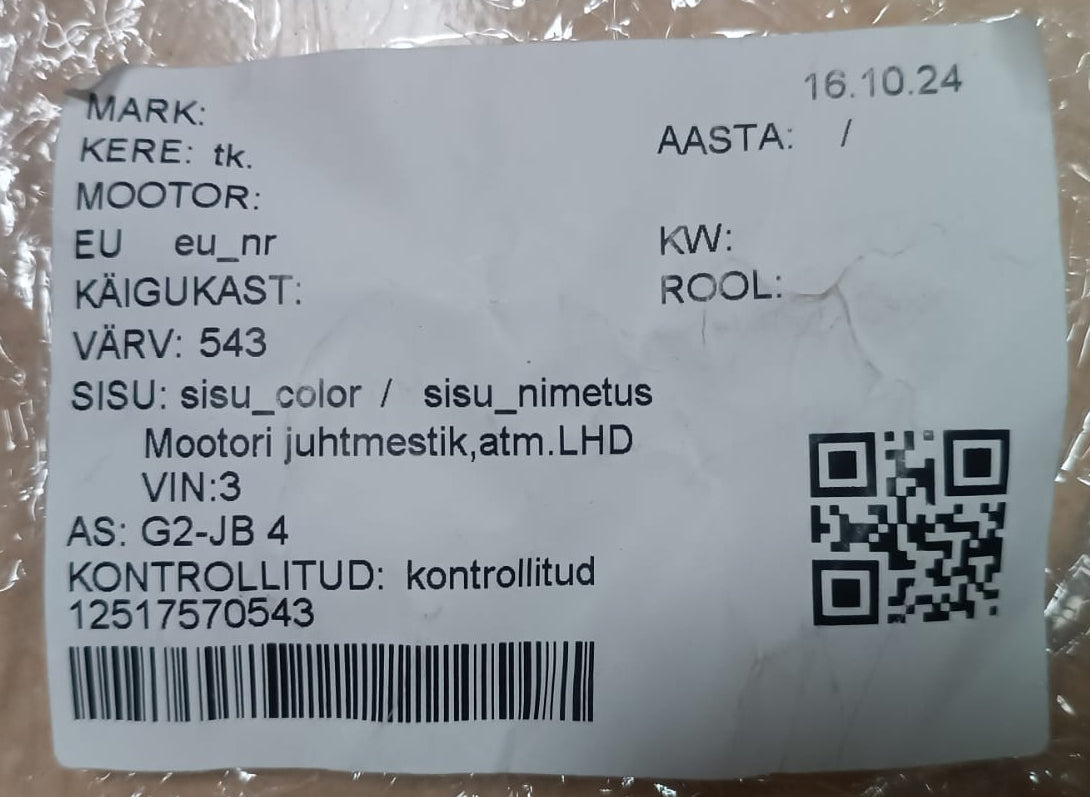 16.10.24
MARK:
KERE: tk. AASTA: /
MOOTOR:
EU eu_nr KW:
KÄIGUKAST: ROOL:
VÄRV: 543
SISU: sisu_color / sisu_nimetus
Mootori juhtmestik,atm.LHD
VIN:3
AS: G2-JB 4
KONTROLLITUD: kontrollitud
12517570543